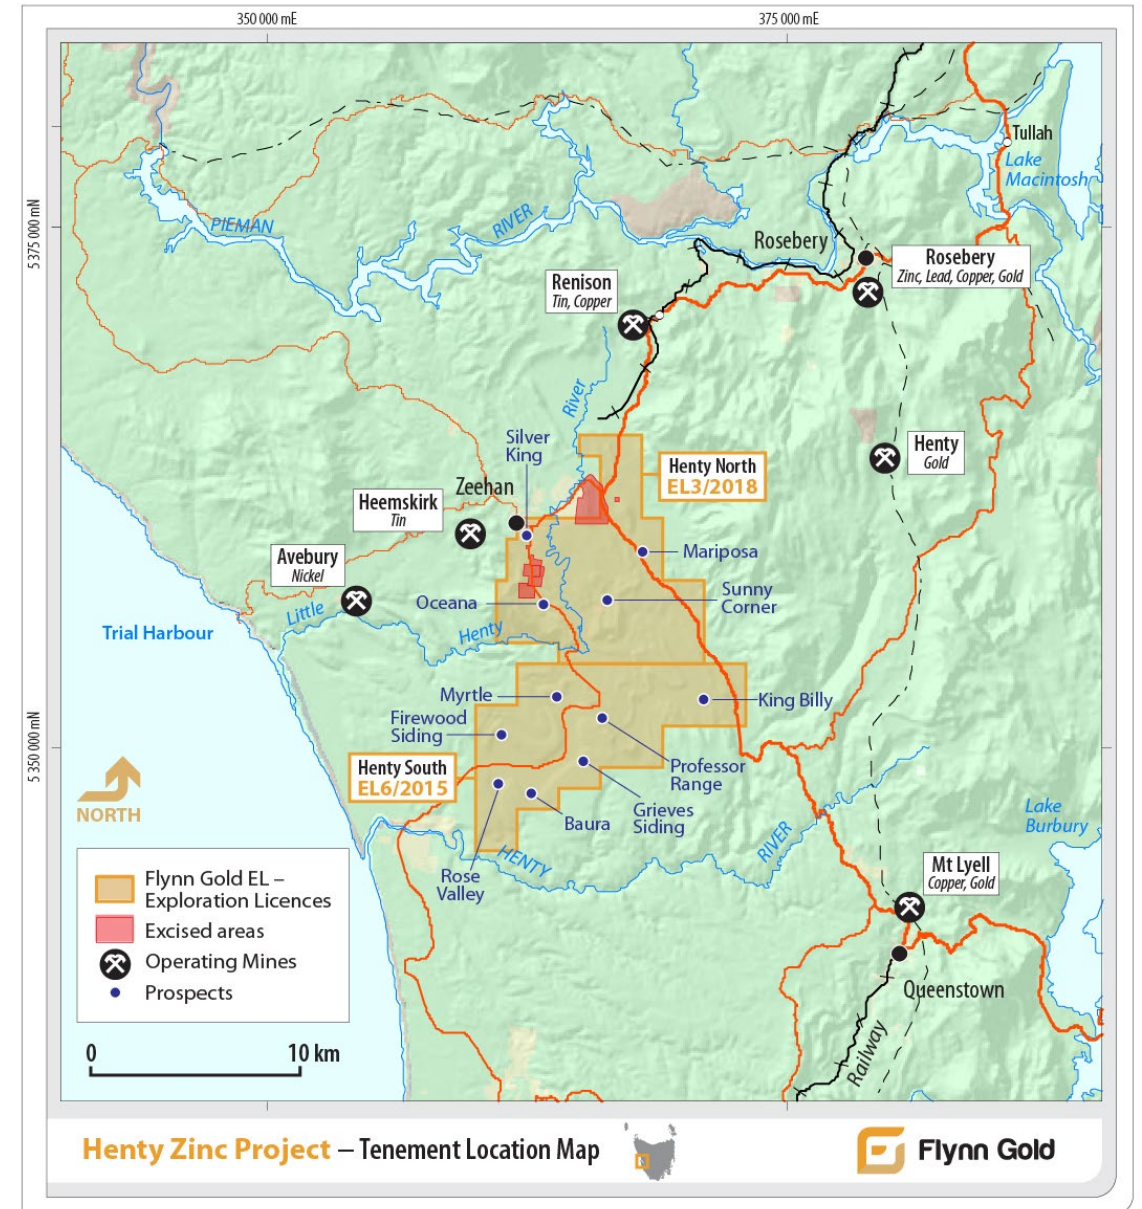 350 000 mE
375 000 mE
5 375 000 mN
5 350 000 mN
Tullah
Lake
Macintosh
PIEMAN
RIVER
Rosebery
Rosebery
Zinc, Lead, Copper, Gold
Renison
Tin, Copper
River
Silver
King
Henty North
EL3/2018
Henty
Gold
Zeehan
Heemskirk
Tin
Avebury
Nickel
Mariposa
Sunny
Corner
Oceana
Little
Henty
Trial Harbour
Myrtle
King Billy
Firewood
Siding
Henty South
EL6/2015
Professor
Range
Grieves
Siding
Baura
Rose
Valley
HENTY
RIVER
Lake
Burbury
Mt Lyell
Copper, Gold
Queenstown
Railway
NORTH
Flynn Gold EL –
Exploration Licences
Excised areas
Operating Mines
Prospects
0 10 km
Henty Zinc Project – Tenement Location Map
Flynn Gold